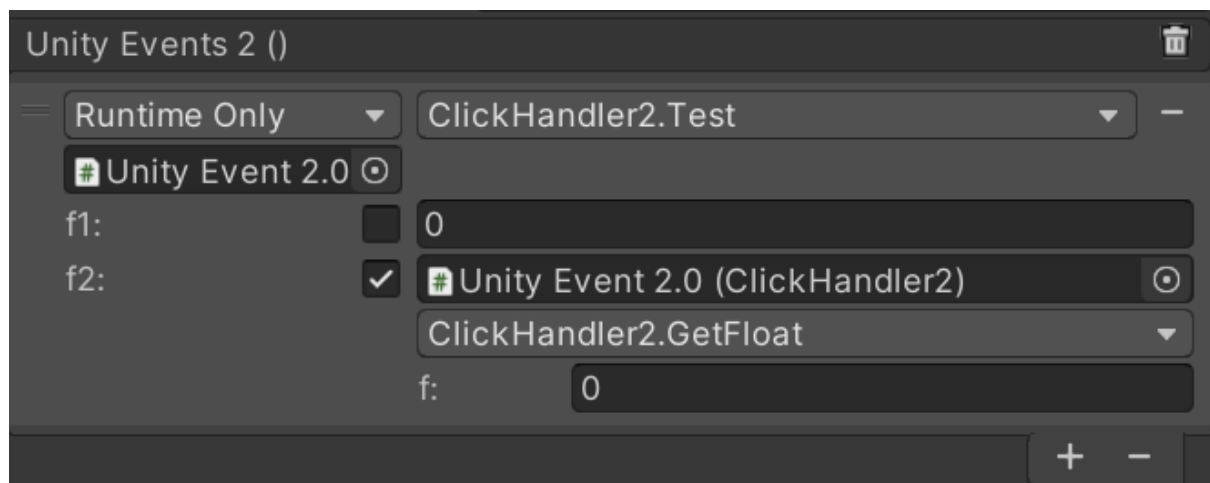 Unity Events 2 ()
Runtime Only ClickHandler2.Test
# Unity Event 2.0
f1: 0
f2: # Unity Event 2.0 (ClickHandler2)
ClickHandler2.GetFloat
f: 0